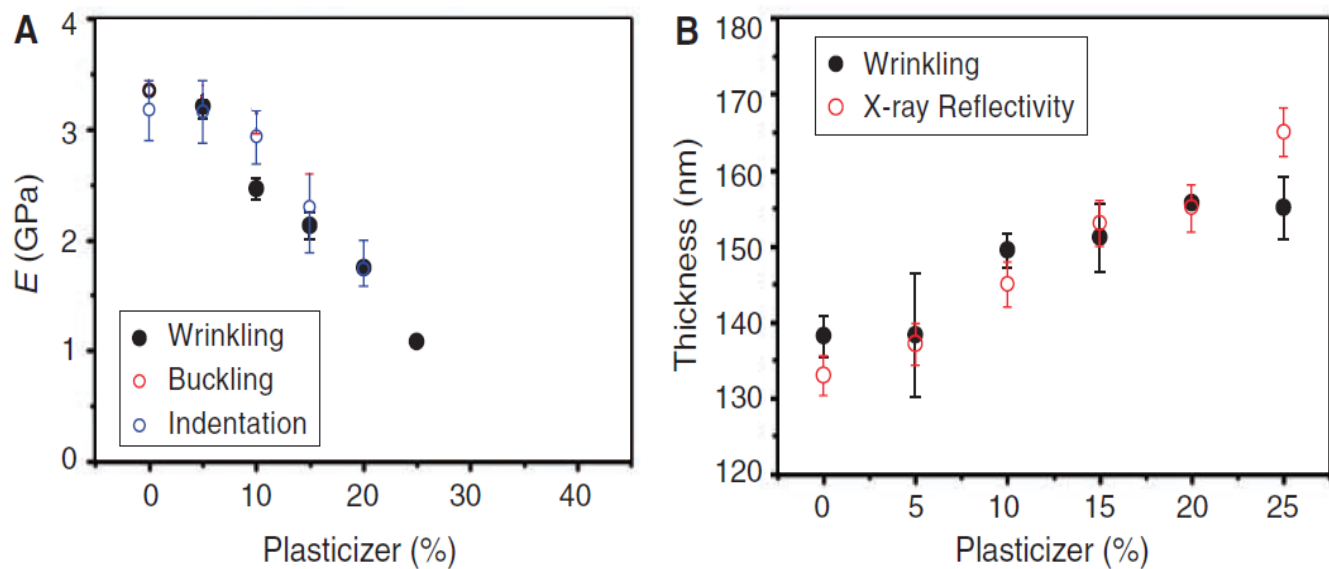 A
4
3
2
1
0
E (GPa)
Wrinkling
Buckling
Indentation
0 10 20 30 40
Plasticizer (%)
B
180
170
160
150
140
130
120
Thickness (nm)
Wrinkling
X-ray Reflectivity
0 5 10 15 20 25
Plasticizer (%)